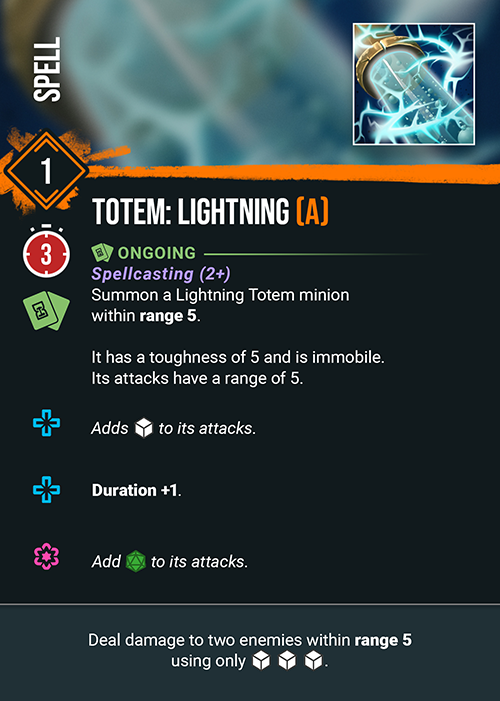 SPELL
1
TOTEM: LIGHTNING (A)
3
ONGOING
Spellcasting (2+)
Summon a Lightning Totem minion
within range 5.
It has a toughness of 5 and is immobile.
Its attacks have a range of 5.
Adds to its attacks.
Duration +1.
Add to its attacks.
Deal damage to two enemies within range 5
using only .